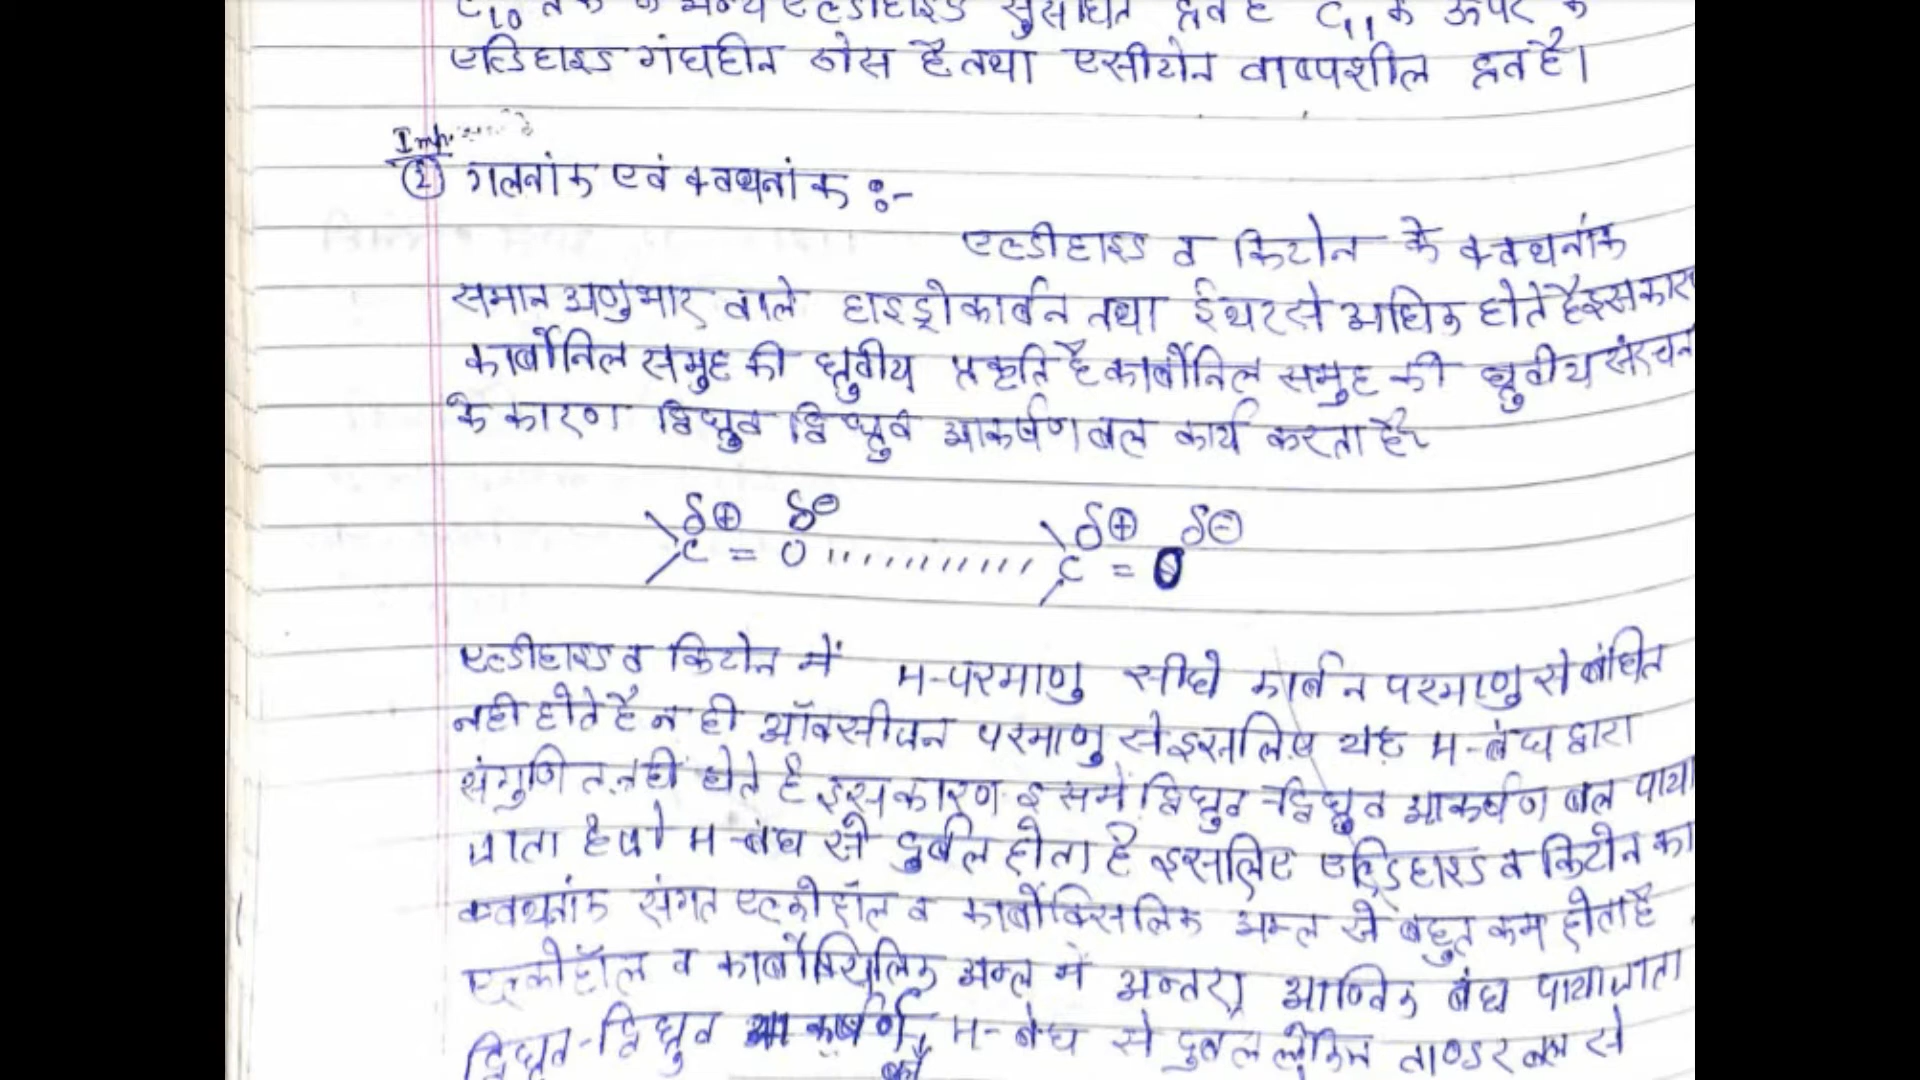 C10 तक के अन्य एल्डीहाइड सुगंधित द्रव है C11 के ऊपर के
एल्डिहाइड गंधहीन ठोस है तथा एसीटोन वाष्पशील द्रव है।
Imp.
(2) गलनांक एवं क्वथनांक :-
एल्डीहाइड व किटोन के क्वथनांक
समान अणुभार वाले हाइड्रोकार्बन तथा ईथर से अधिक होते है इस कार
कार्बोनिल समुह की ध्रुवीय प्रकृति है कार्बोनिल समुह की ध्रुवीय संरचन
के कारण द्विध्रुव द्विध्रुव आकर्षण बल कार्य करता है
δ⊕ δ⊖ δ⊕ δ⊖
C = O ............ C = O
एल्डीहाइड व किटोन में H-परमाणु सीधे कार्बन परमाणु से बंधित
नही होते है न ही ऑक्सीजन परमाणु से इसलिए यह H-बंध द्वारा
संगुणित नही होते है इस कारण इसमें द्विध्रुव-द्विध्रुव आकर्षण बल पाया
जाता है जो H-बंध से दुर्बल होता है इसलिए एल्डिहाइड व किटोन का
क्वथनांक संगत एल्कोहॉल व कार्बोक्सिलिक अम्ल से बहुत कम होता है
एल्कोहॉल व कार्बोक्सिलिक अम्ल में अन्तरा आण्विक बंध पाया जाता
द्विध्रुव-द्विध्रुव आकर्षण H-बंध से दुर्बल लेकिन वाण्डर बल से